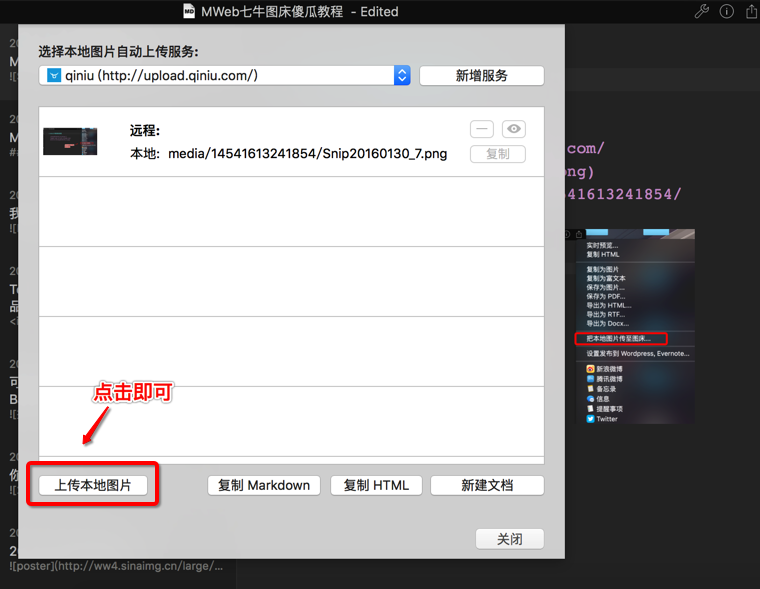 MWeb七牛图床傻瓜教程 - Edited
选择本地图片自动上传服务:
qiniu (http://upload.qiniu.com/)
新增服务
远程:
本地: media/14541613241854/Snip20160130_7.png
复制
点击即可
上传本地图片
复制 Markdown
复制 HTML
新建文档
关闭
com/
ng)
41613241854/
实时预览...
复制 HTML
复制为图片
复制为富文本
保存为图片...
保存为 PDF...
导出为 HTML...
导出为 RTF...
导出为 Docx...
把本地图片传至图床...
设置发布到 Wordpress, Evernote...
新浪微博
腾讯微博
备忘录
信息
提醒事项
Twitter
![poster](http://ww4.sinaimg.cn/large/...